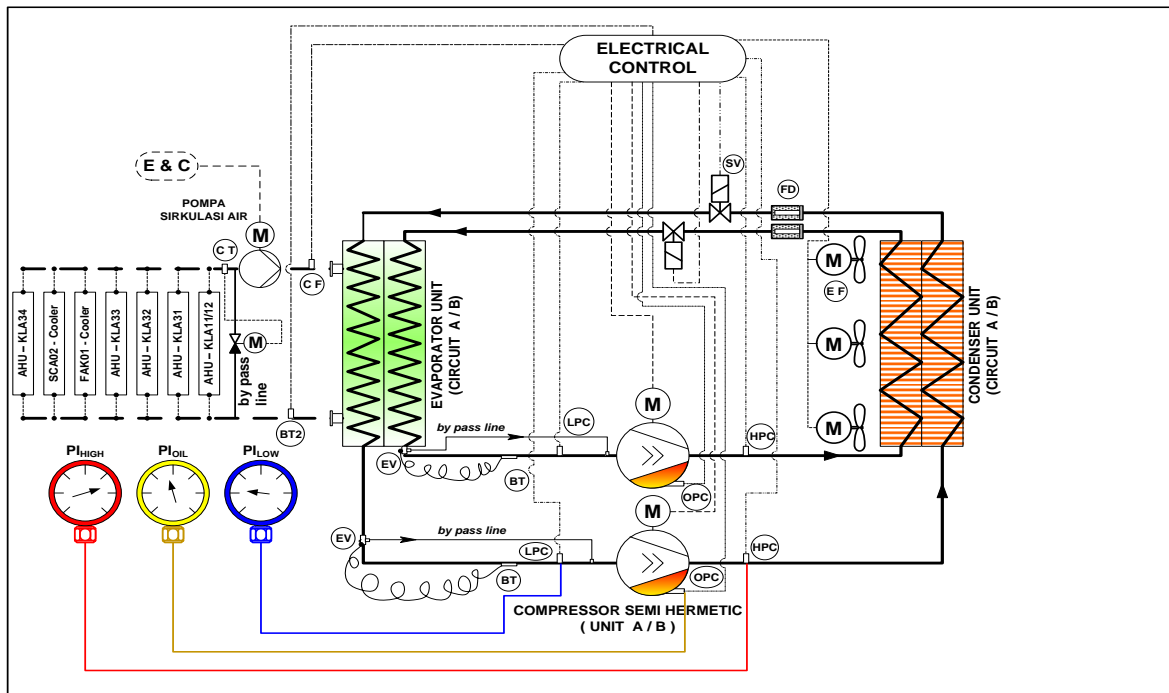 ELECTRICAL
CONTROL
E & C
POMPA
SIRKULASI AIR
M
C T
C F
M
by pass
line
BT2
AHU – KLA34
SCA02 - Cooler
FAK01 - Cooler
AHU – KLA33
AHU – KLA32
AHU – KLA31
AHU – KLA11/12
EVAPORATOR UNIT
(CIRCUIT A / B)
SV
FD
M
E F
M
M
CONDENSER UNIT
(CIRCUIT A / B)
by pass line
LPC
M
HPC
EV
BT
OPC
by pass line
LPC
M
HPC
EV
BT
OPC
COMPRESSOR SEMI HERMETIC
( UNIT A / B )
PIHIGH
PIOIL
PILOW